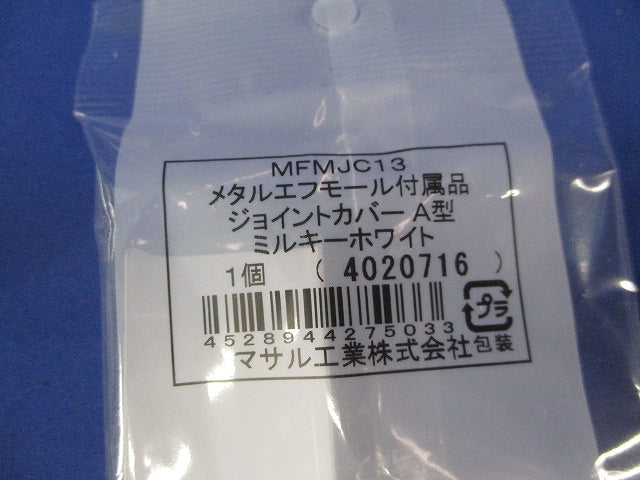 MFMJC13
メタルエフモール付属品
ジョイントカバー A型
ミルキーホワイト
1個 (4020716)
4528944275033
プラ
マサル工業株式会社 包装